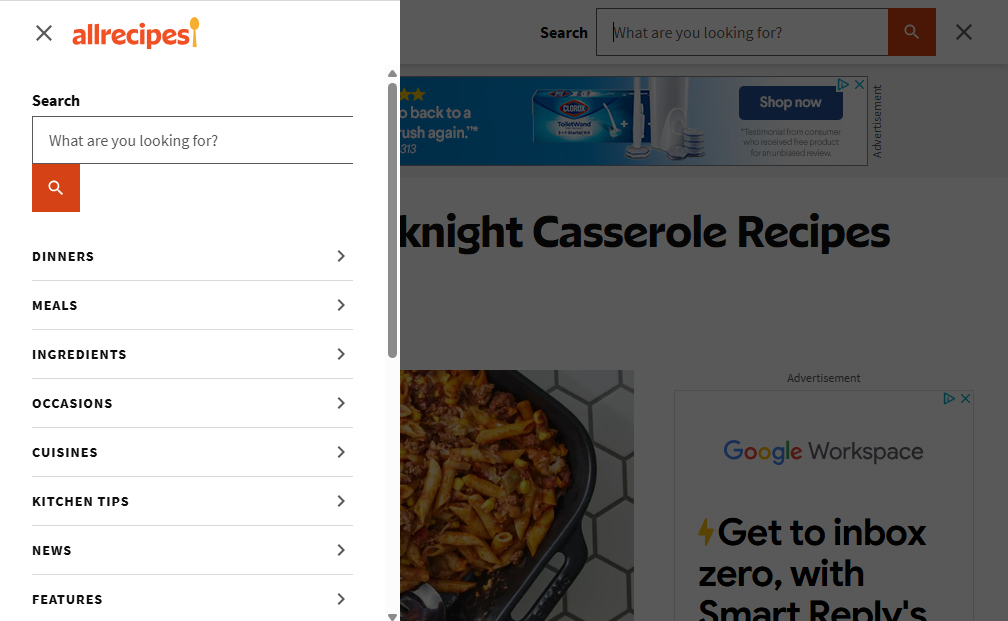 allrecipes
Search
What are you looking for?
DINNERS
MEALS
INGREDIENTS
OCCASIONS
CUISINES
KITCHEN TIPS
NEWS
FEATURES
Search
What are you looking for?
back to a
rush again.™*
313
CLOROX
ToiletWand
Shop now
*Testimonial from consumer
who received free product
for an unbiased review.
Advertisement
knight Casserole Recipes
Advertisement
Google Workspace
Get to inbox
zero, with
Smart Reply's